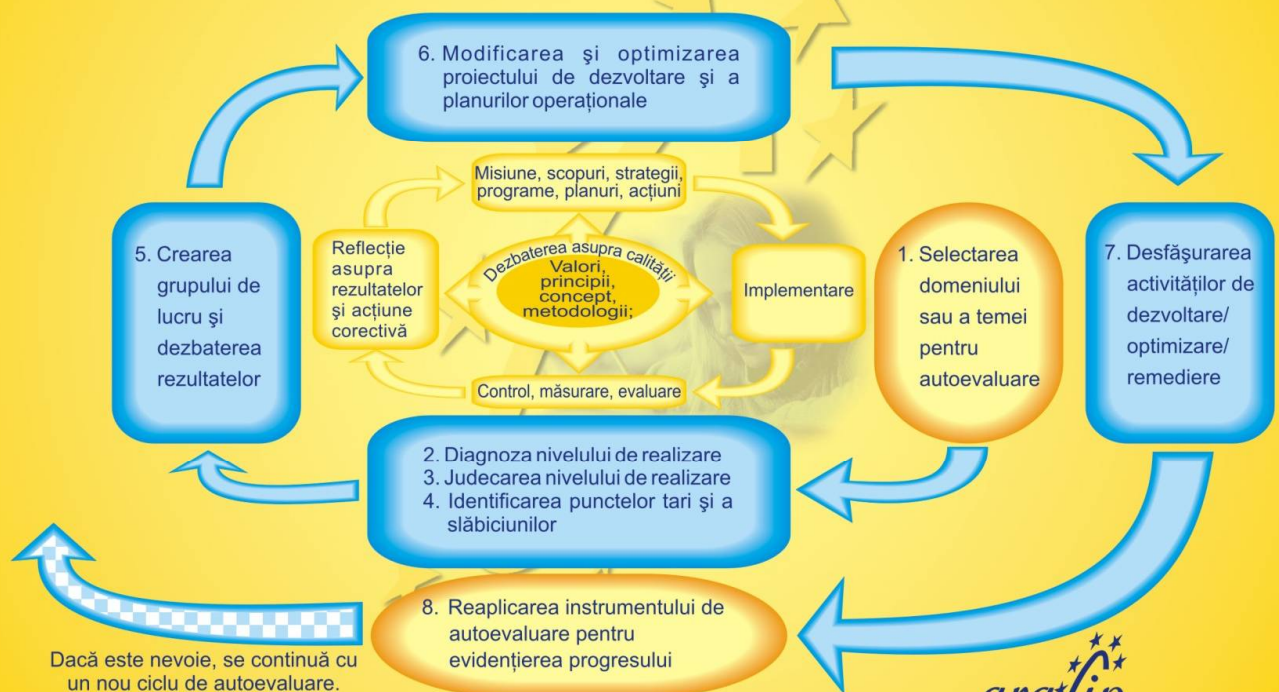 6. Modificarea şi optimizarea
proiectului de dezvoltare şi a
planurilor operaționale
Misiune, scopuri, strategii,
programe, planuri, acțiuni
5. Crearea
grupului de
lucru şi
dezbaterea
rezultatelor
Reflecție
asupra
rezultatelor
și acțiune
corectivă
Dezbaterea asupra calității
Valori,
principii,
concept,
metodologii;
Implementare
1. Selectarea
domeniului
sau a temei
pentru
autoevaluare
7. Desfăşurarea
activităților de
dezvoltare/
optimizare/
remediere
Control, măsurare, evaluare
2. Diagnoza nivelului de realizare
3. Judecarea nivelului de realizare
4. Identificarea punctelor tari şi a
slăbiciunilor
8. Reaplicarea instrumentului de
autoevaluare pentru
evidențierea progresului
Dacă este nevoie, se continuă cu
un nou ciclu de autoevaluare.